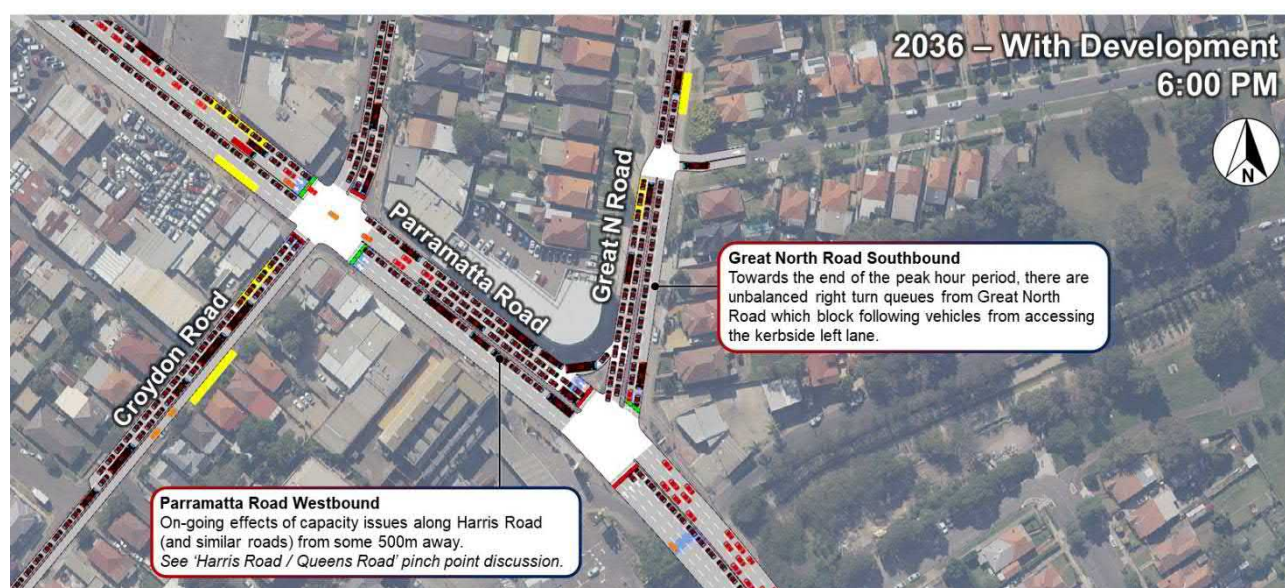 2036 – With Development
6:00 PM
N
Great N Road
Parramatta Road
Croydon Road
Great North Road Southbound
Towards the end of the peak hour period, there are
unbalanced right turn queues from Great North
Road which block following vehicles from accessing
the kerbside left lane.
Parramatta Road Westbound
On-going effects of capacity issues along Harris Road
(and similar roads) from some 500m away.
See ‘Harris Road / Queens Road’ pinch point discussion.